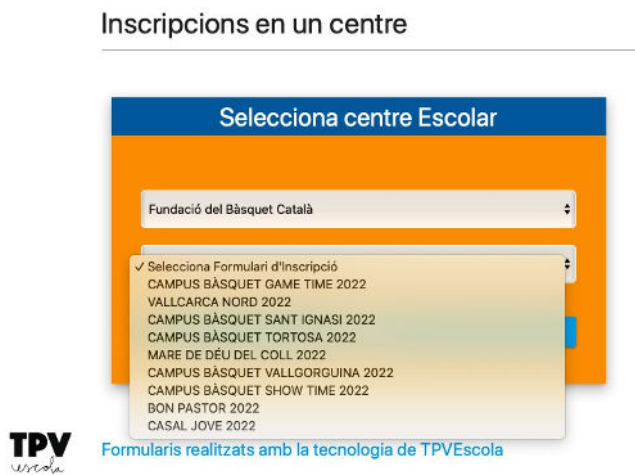 Inscripcions en un centre
Selecciona centre Escolar
Fundació del Bàsquet Català
✓ Selecciona Formulari d'Inscripció
CAMPUS BÀSQUET GAME TIME 2022
VALLCARCA NORD 2022
CAMPUS BÀSQUET SANT IGNASI 2022
CAMPUS BÀSQUET TORTOSA 2022
MARE DE DÉU DEL COLL 2022
CAMPUS BÀSQUET VALLGORGUINA 2022
CAMPUS BÀSQUET SHOW TIME 2022
BON PASTOR 2022
CASAL JOVE 2022
TPV
escola
Formularis realitzats amb la tecnologia de TPVEscola